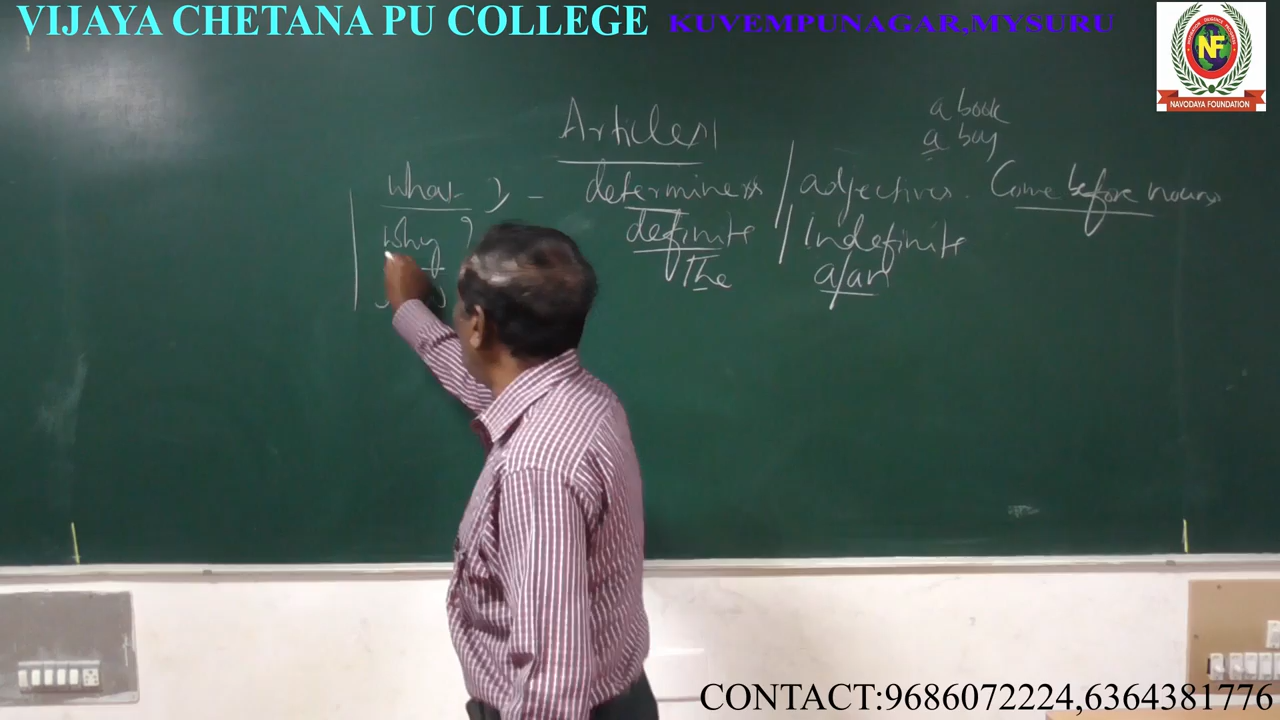 VIJAYA CHETANA PU COLLEGE KUVEMPUNAGAR,MYSURU
NF
NAVODAYA FOUNDATION
a book
a boy
Articles
what ) - determiners / adjectives. Come before nouns
Why ) definite / Indefinite
The a/an
CONTACT:9686072224,6364381776